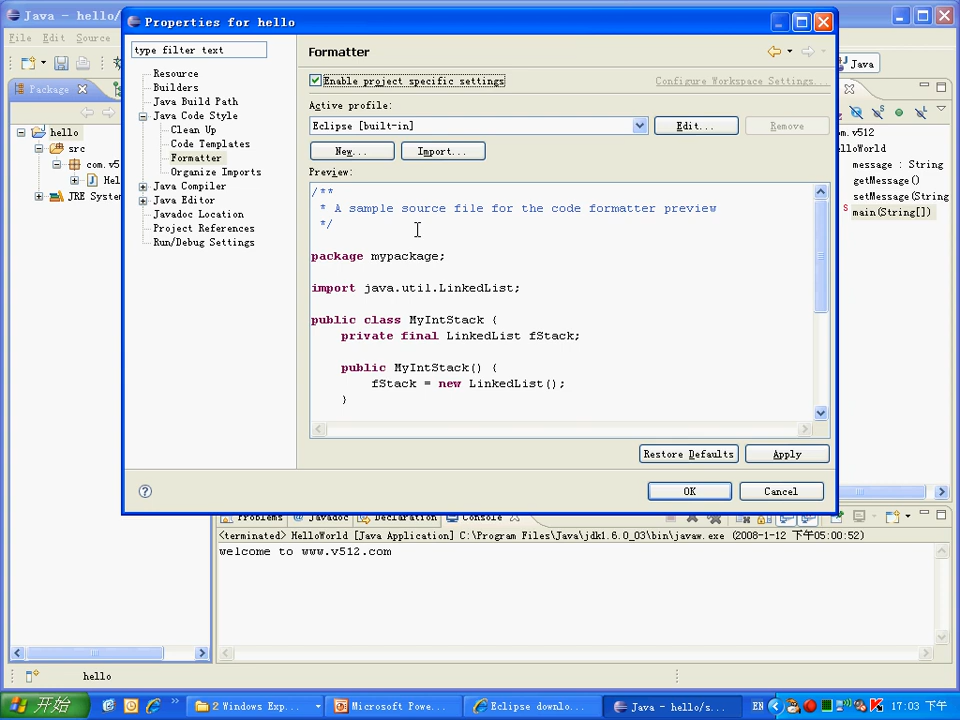 Java - hello/
Properties for hello
File Edit Source
type filter text
Formatter
Resource
Builders
Java Build Path
Java Code Style
Clean Up
Code Templates
Formatter
Organize Imports
Java Compiler
Java Editor
Javadoc Location
Project References
Run/Debug Settings
Enable project specific settings
Configure Workspace Settings...
Active profile:
Eclipse [built-in]
Edit...
Remove
New...
Import...
Preview:
/**
* A sample source file for the code formatter preview
*/
package mypackage;
import java.util.LinkedList;
public class MyIntStack {
private final LinkedList fStack;
public MyIntStack() {
fStack = new LinkedList();
}
Restore Defaults
Apply
OK
Cancel
Java
Package
hello
src
com.v5
Hel
JRE System
m.v512
lloWorld
message : String
getMessage()
setMessage(String
main(String[])
Problems @ Javadoc Declaration Console
<terminated> HelloWorld [Java Application] C:\Program Files\Java\jdk1.6.0_03\bin\javaw.exe (2008-1-12 下午05:00:52)
welcome to www.v512.com
hello
开始
2 Windows Exp...
Microsoft Powe...
Eclipse downlo...
Java - hello/s...
EN
17:03 下午